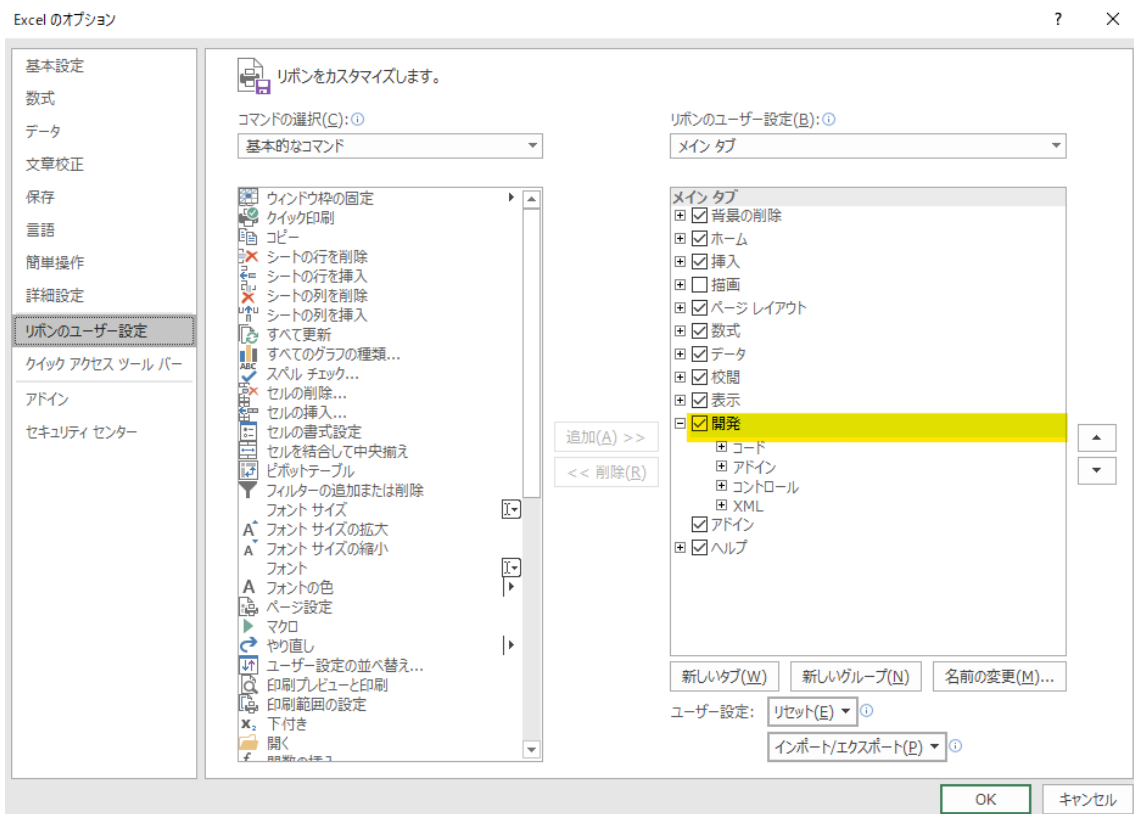 Excel のオプション
?
×
基本設定
数式
データ
文章校正
保存
言語
簡単操作
詳細設定
リボンのユーザー設定
クイック アクセス ツール バー
アドイン
セキュリティ センター
リボンをカスタマイズします。
コマンドの選択(C):
基本的なコマンド
ウィンドウ枠の固定
クイック印刷
コピー
シートの行を削除
シートの行を挿入
シートの列を削除
シートの列を挿入
すべて更新
すべてのグラフの種類...
スペル チェック...
セルの削除...
セルの挿入...
セルの書式設定
セルを結合して中央揃え
ピボットテーブル
フィルターの追加または削除
フォント サイズ
フォント サイズの拡大
フォント サイズの縮小
フォント
フォントの色
ページ設定
マクロ
やり直し
ユーザー設定の並べ替え...
印刷プレビューと印刷
印刷範囲の設定
下付き
開く
関数の挿入
追加(A) >>
<< 削除(R)
リボンのユーザー設定(B):
メイン タブ
メイン タブ
背景の削除
ホーム
挿入
描画
ページ レイアウト
数式
データ
校閲
表示
開発
コード
アドイン
コントロール
XML
アドイン
ヘルプ
新しいタブ(W)
新しいグループ(N)
名前の変更(M)...
ユーザー設定:
リセット(E)
インポート/エクスポート(P)
OK
キャンセル